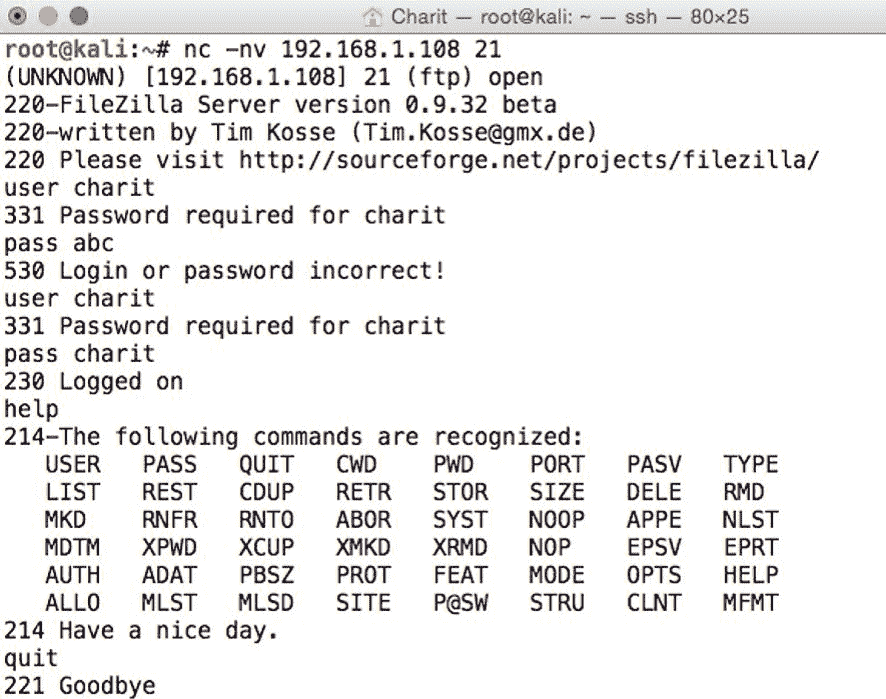 Charit — root@kali: ~ — ssh — 80×25
root@kali:~# nc -nv 192.168.1.108 21
(UNKNOWN) [192.168.1.108] 21 (ftp) open
220-FileZilla Server version 0.9.32 beta
220-written by Tim Kosse (Tim.Kosse@gmx.de)
220 Please visit http://sourceforge.net/projects/filezilla/
user charit
331 Password required for charit
pass abc
530 Login or password incorrect!
user charit
331 Password required for charit
pass charit
230 Logged on
help
214-The following commands are recognized:
USER PASS QUIT CWD PWD PORT PASV TYPE
LIST REST CDUP RETR STOR SIZE DELE RMD
MKD RNFR RNTO ABOR SYST NOOP APPE NLST
MDTM XPWD XCUP XMKD XRMD NOP EPSV EPRT
AUTH ADAT PBSZ PROT FEAT MODE OPTS HELP
ALLO MLST MLSD SITE P@SW STRU CLNT MFMT
214 Have a nice day.
quit
221 Goodbye